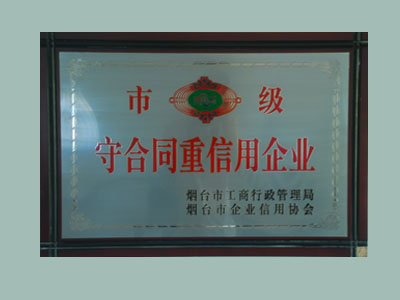 市 级
守合同重信用企业
烟台市工商行政管理局
烟台市企业信用协会